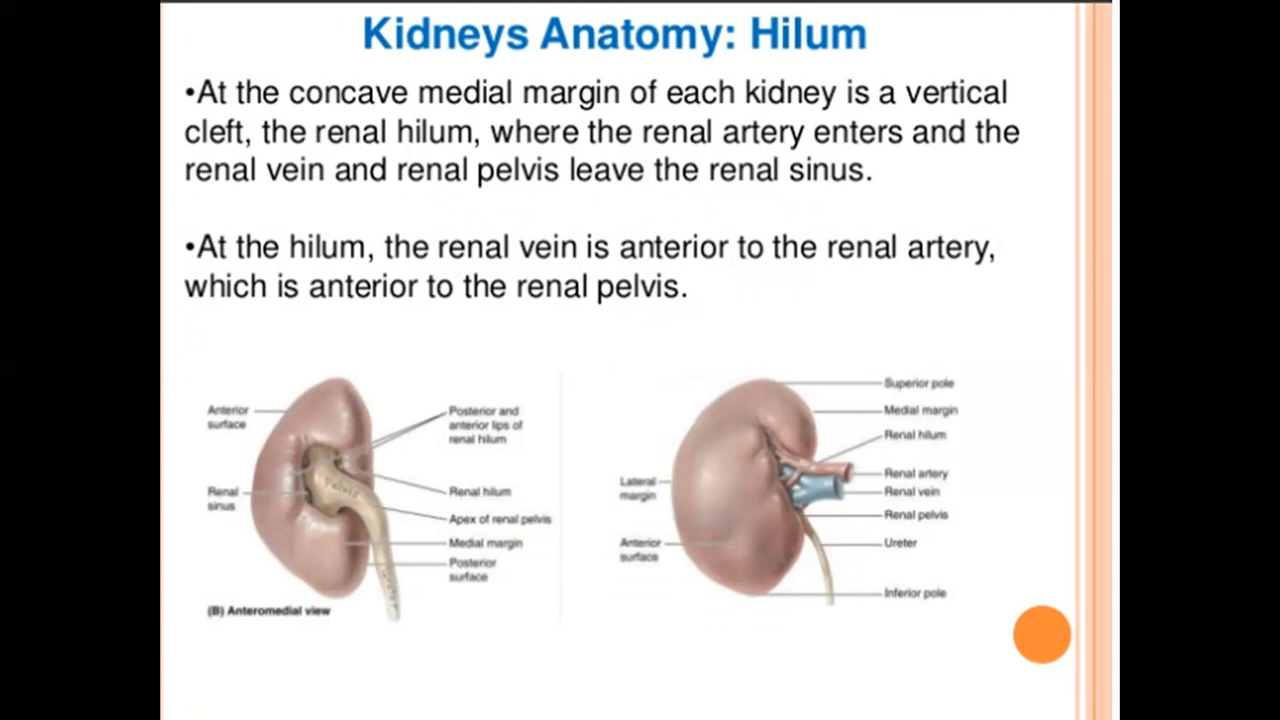 Kidneys Anatomy: Hilum
•At the concave medial margin of each kidney is a vertical
cleft, the renal hilum, where the renal artery enters and the
renal vein and renal pelvis leave the renal sinus.
•At the hilum, the renal vein is anterior to the renal artery,
which is anterior to the renal pelvis.
Anterior
surface
Renal
sinus
Pelvis
Posterior and
anterior lips of
renal hilum
Renal hilum
Apex of renal pelvis
Medial margin
Posterior
surface
(B) Anteromedial view
Lateral
margin
Anterior
surface
Superior pole
Medial margin
Renal hilum
Renal artery
Renal vein
Renal pelvis
Ureter
Inferior pole